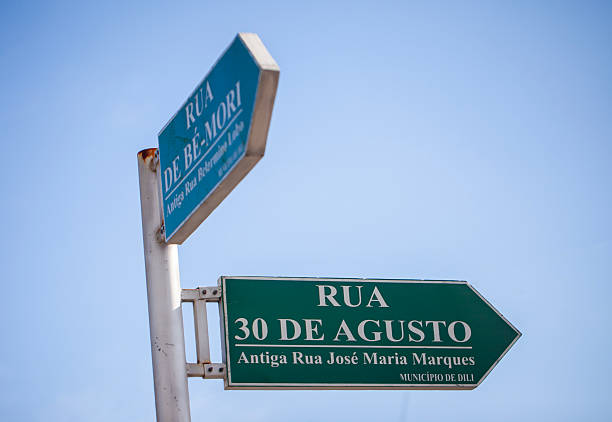 RUA
DE BÉ-MORI
Antiga Rua Belarmino Lobo
RUA
30 DE AGUSTO
Antiga Rua José Maria Marques
MUNICÍPIO DE DILI